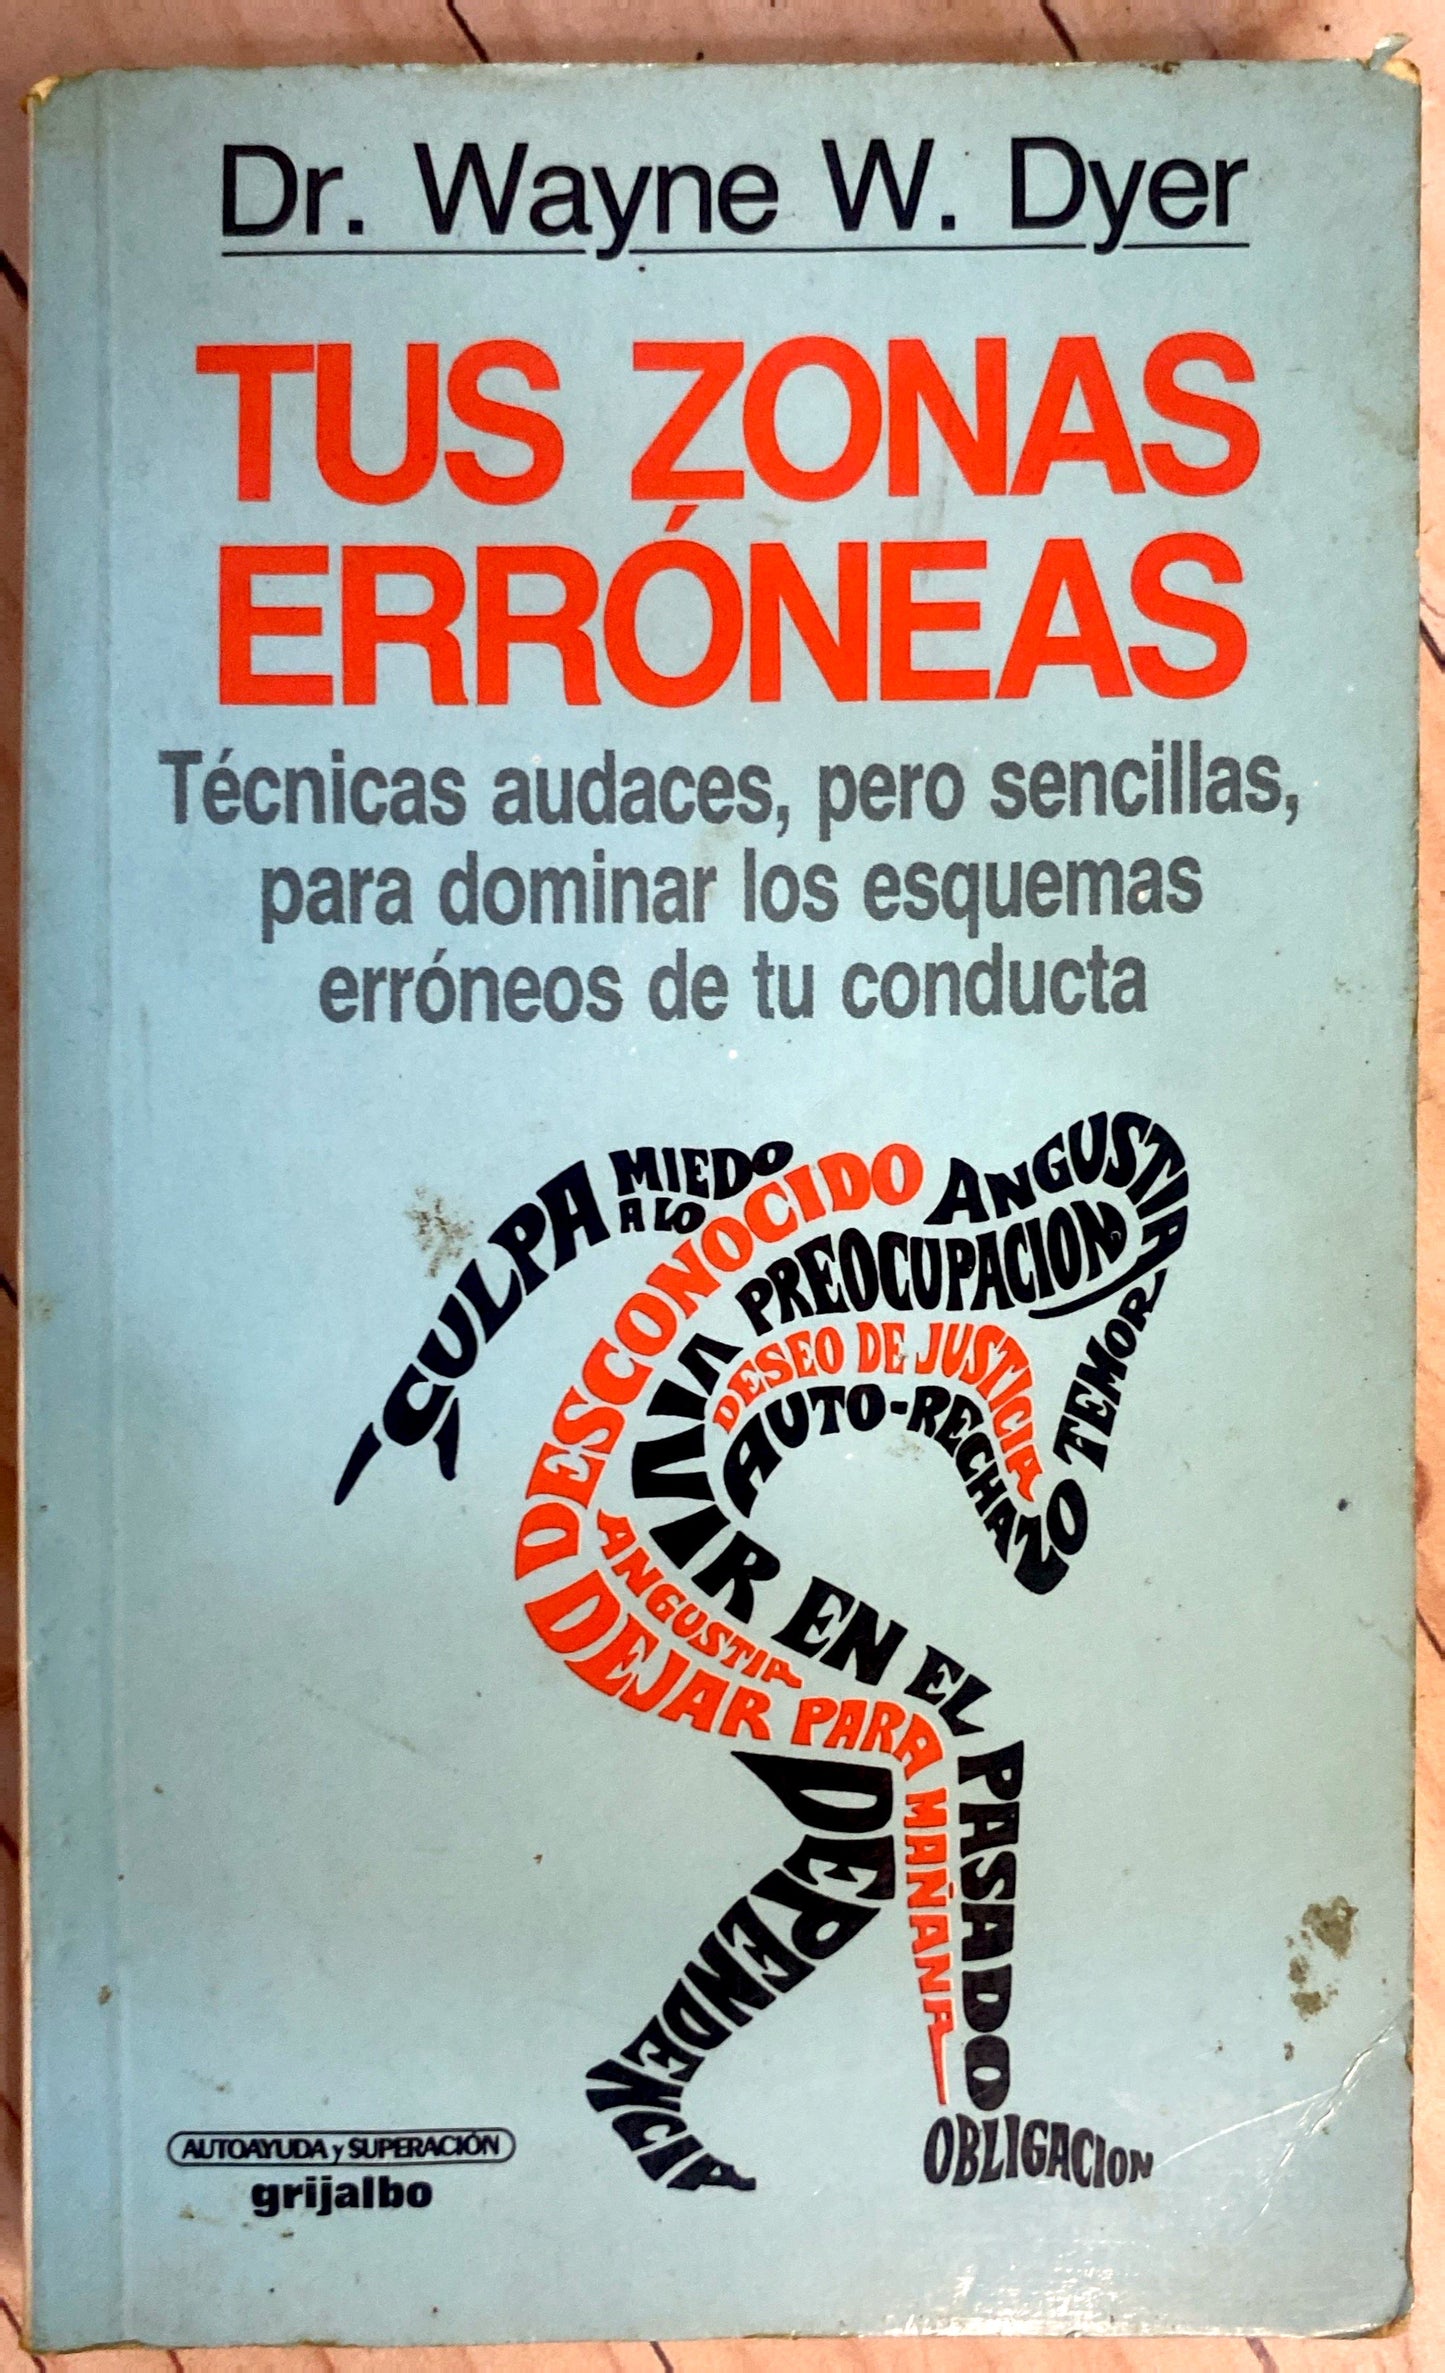 Dr. Wayne W. Dyer
TUS ZONAS
ERRÓNEAS
Técnicas audaces, pero sencillas,
para dominar los esquemas
erróneos de tu conducta
CULPA
MIEDO
A LO
DESCONOCIDO
ANGUSTIA
PREOCUPACION
TEMOR
DESEO DE JUSTICIA
AUTO-RECHAZO
VIVIR EN EL PASADO
ANGUSTIA
DEJAR PARA MAÑANA
DEPENDENCIA
OBLIGACION
AUTOAYUDA y SUPERACIÓN
grijalbo